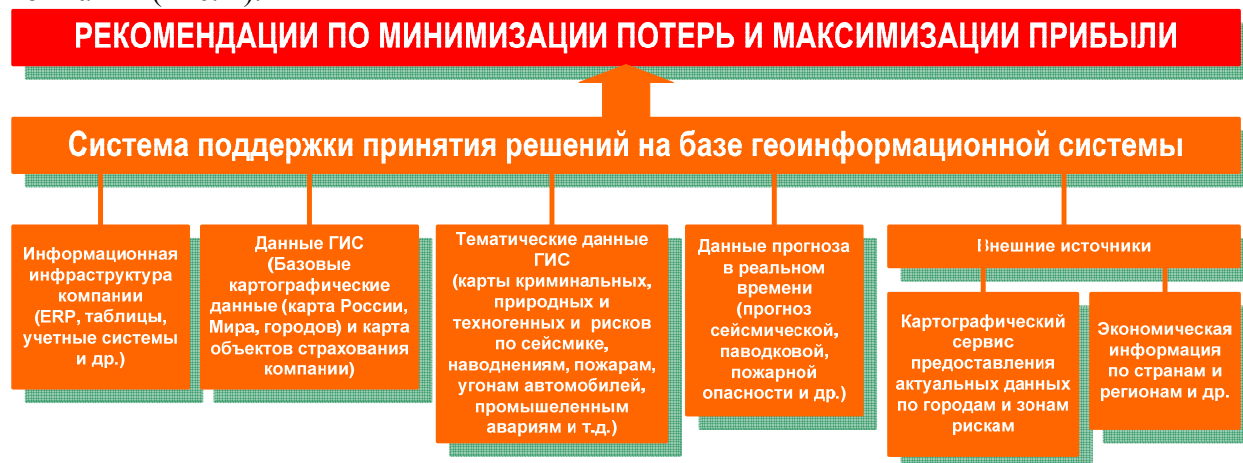 РЕКОМЕНДАЦИИ ПО МИНИМИЗАЦИИ ПОТЕРЬ И МАКСИМИЗАЦИИ ПРИБЫЛИ
Система поддержки принятия решений на базе геоинформационной системы
Информационная
инфраструктура
компании
(ERP, таблицы,
учетные системы
и др.)
Данные ГИС
(Базовые
картографические
данные (карта России,
Мира, городов) и карта
объектов страхования
компании)
Тематические данные
ГИС
(карты криминальных,
природных и
техногенных и рисков
по сейсмике,
наводнениям, пожарам,
угонам автомобилей,
промышеленным
авариям и т.д.)
Данные прогноза
в реальном
времени
(прогноз
сейсмической,
паводковой,
пожарной
опасности и др.)
Внешние источники
Картографический
сервис
предоставления
актуальных данных
по городам и зонам
рискам
Экономическая
информация
по странам и
регионам и др.